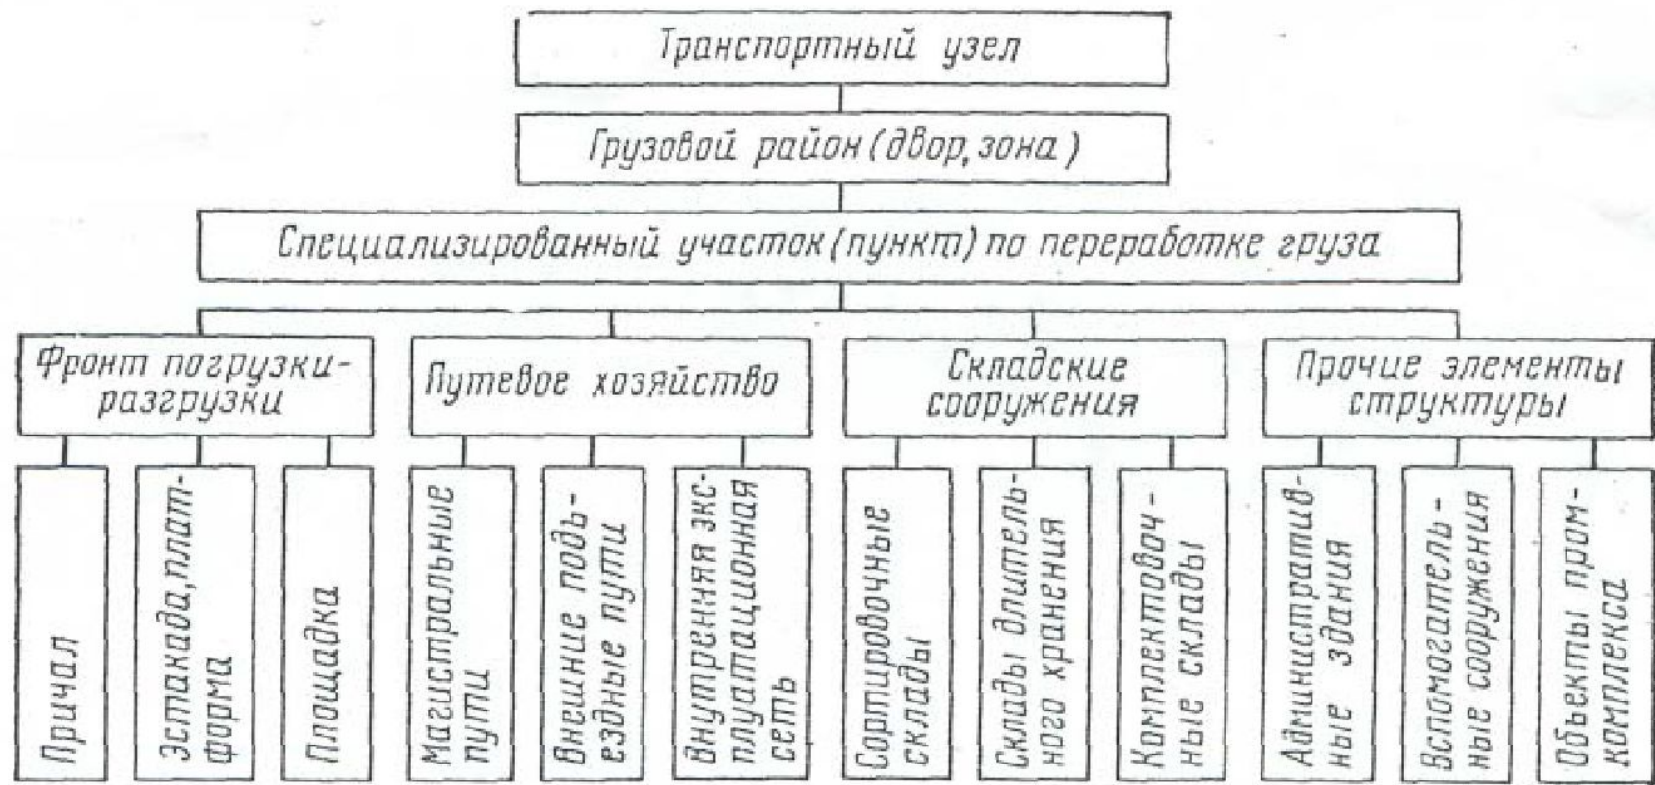 Транспортный узел
Грузовой район (двор, зона)
Специализированный участок (пункт) по переработке груза
Фронт погрузки-
разгрузки
Путевое хозяйство
Складские
сооружения
Прочие элементы
структуры
Причал
Эстакада, плат-
форма
Площадка
Магистральные
пути
Внешние подъ-
ездные пути
Внутренняя экс-
плуатационная
сеть
Сортировочные
склады
Склады длитель-
ного хранения
Комплектовоч-
ные склады
Административ-
ные здания
Вспомогатель-
ные сооружения
Объекты пром-
комплекса